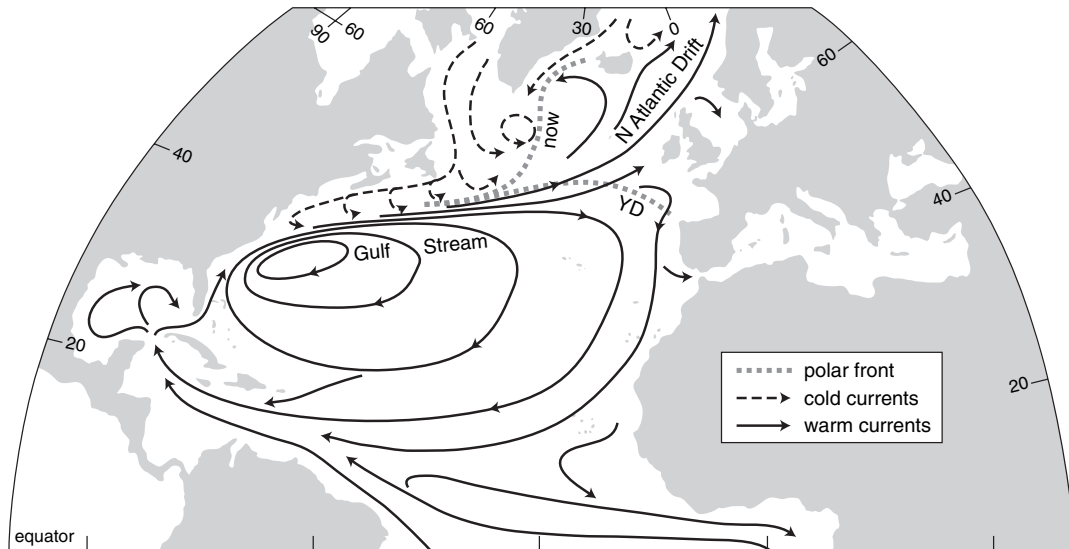 90
60
60
30
0
60
N Atlantic Drift
now
40
40
YD
Gulf
Stream
20
20
polar front
cold currents
warm currents
equator